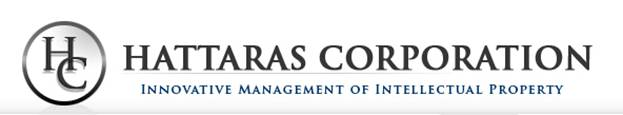 HC
HATTARAS CORPORATION
INNOVATIVE MANAGEMENT OF INTELLECTUAL PROPERTY